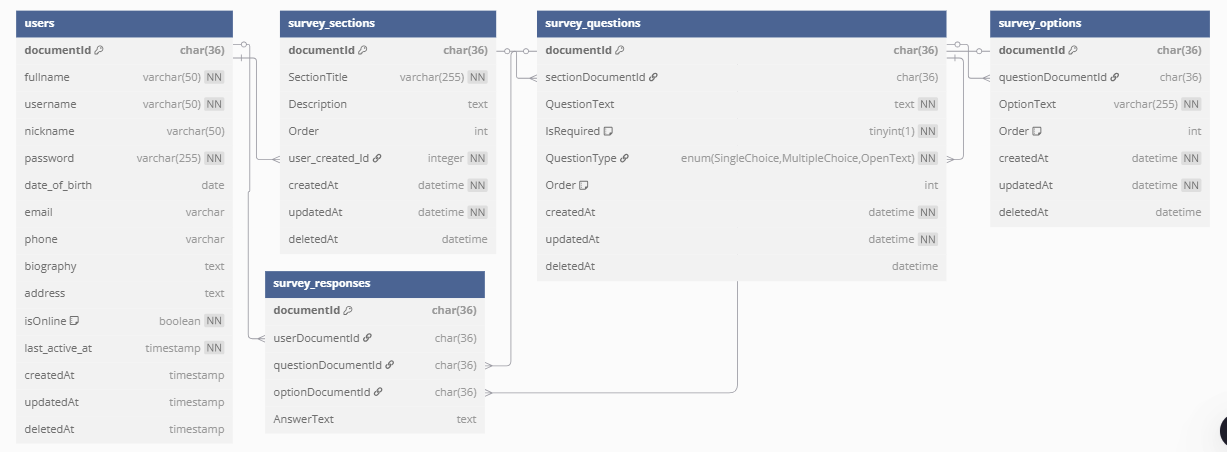 users
documentId char(36)
fullname varchar(50) NN
username varchar(50) NN
nickname varchar(50)
password varchar(255) NN
date_of_birth date
email varchar
phone varchar
biography text
address text
isOnline boolean NN
last_active_at timestamp NN
createdAt timestamp
updatedAt timestamp
deletedAt timestamp
survey_sections
documentId char(36)
SectionTitle varchar(255) NN
Description text
Order int
user_created_Id integer NN
createdAt datetime NN
updatedAt datetime NN
deletedAt datetime
survey_responses
documentId char(36)
userDocumentId char(36)
questionDocumentId char(36)
optionDocumentId char(36)
AnswerText text
survey_questions
documentId char(36)
sectionDocumentId char(36)
QuestionText text NN
IsRequired tinyint(1) NN
QuestionType enum(SingleChoice,MultipleChoice,OpenText) NN
Order int
createdAt datetime NN
updatedAt datetime NN
deletedAt datetime
survey_options
documentId char(36)
questionDocumentId char(36)
OptionText varchar(255) NN
Order int
createdAt datetime NN
updatedAt datetime NN
deletedAt datetime